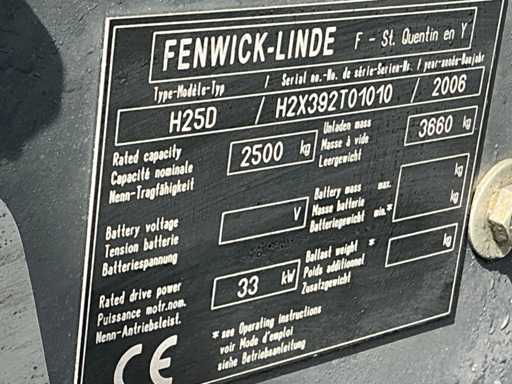 FENWICK-LINDE F - St. Quentin en Y
Type-Modèle-Typ / Serial no.-No. de série-Serien-Nr. / year-année-Baujahr
H25D / H2X392T01010 / 2006
Rated capacity
Capacité nominale
Nenn-Tragfähigkeit
2500 kg
Unladen mass
Masse à vide
Leergewicht
3660 kg
Battery voltage
Tension batterie
Batteriespannung
V
Battery mass max.
Masse batterie
Batteriegewicht min.*
kg
kg
Rated drive power
Puissance motr.nom.
Nenn-Antriebsleist.
33 kW
Ballast weight *
Poids additionnel
Zusatzgewicht
kg
* see Operating instructions
voir Mode d'emploi
siehe Betriebsanleitung
CE